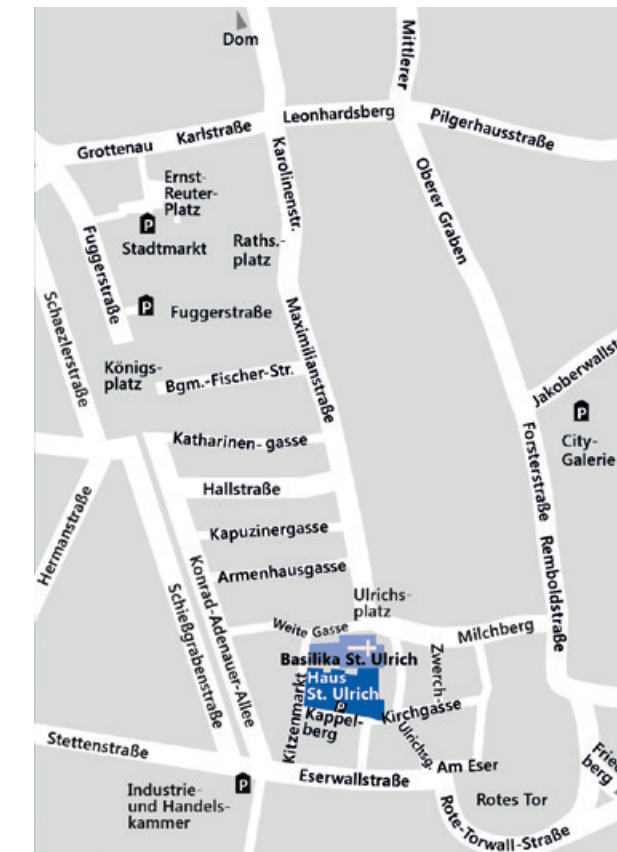 Dom
Mittlerer
Leonhardsberg
Pilgerhausstraße
Karlstraße
Grottenau
Karolinenstr.
Oberer Graben
Ernst-
Reuter-
Platz
P
Stadtmarkt
Raths.-
platz
Fuggerstraße
P
Fuggerstraße
Schaezlerstraße
Maximilianstraße
Königs-
platz
Bgm.-Fischer-Str.
Jakoberwallst
P
City-
Galerie
Katharinen-gasse
Forsterstraße
Hallstraße
Hermanstraße
Kapuzinergasse
Remboldstraße
Armenhausgasse
Konrad-Adenauer-Allee
Schießgrabenstraße
Ulrichs-
platz
Weite Gasse
Milchberg
Basilika St. Ulrich
Zwerch-
Haus
St. Ulrich
P
Kitzenmarkt
Kappel-
berg
Kirchgasse
Ulrichsg.
Stettenstraße
Eserwallstraße
Am Eser
Fried
berg
P
Industrie-
und Handels-
kammer
Rotes Tor
Rote-Torwall-Straße